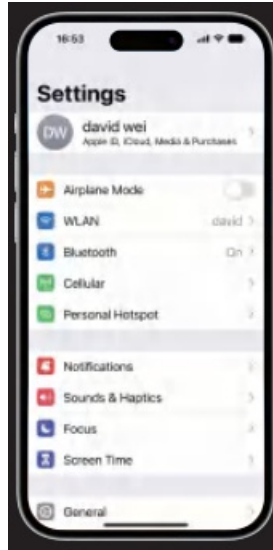 16:53
Settings
DW
david wei
Apple ID, iCloud, Media & Purchases
Airplane Mode
WLAN
david
Bluetooth
On
Cellular
Personal Hotspot
Notifications
Sounds & Haptics
Focus
Screen Time
General